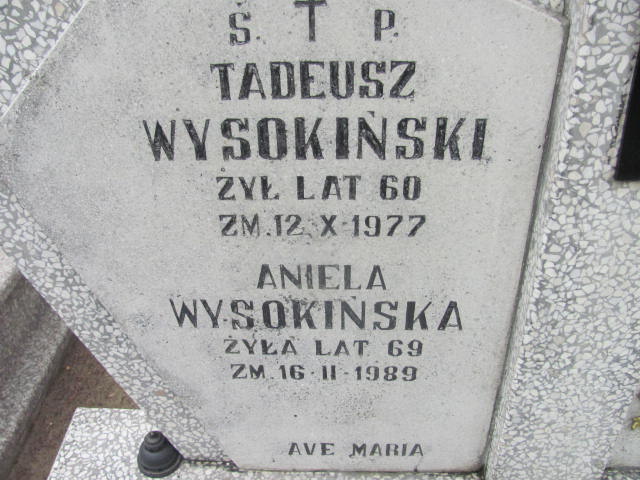 Ś. † P.
TADEUSZ
WYSOKIŃSKI
ŻYŁ LAT 60
ZM. 12 X-1977
ANIELA
WYSOKIŃSKA
ŻYŁA LAT 69
ZM. 16-II-1989
AVE MARIA